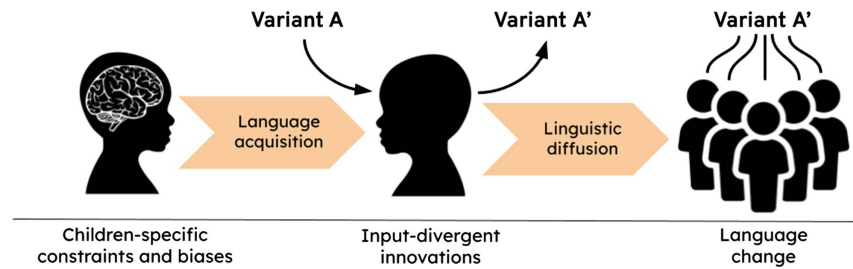 Variant A
Variant A’
Variant A’
Language
acquisition
Linguistic
diffusion
Children-specific
constraints and biases
Input-divergent
innovations
Language
change